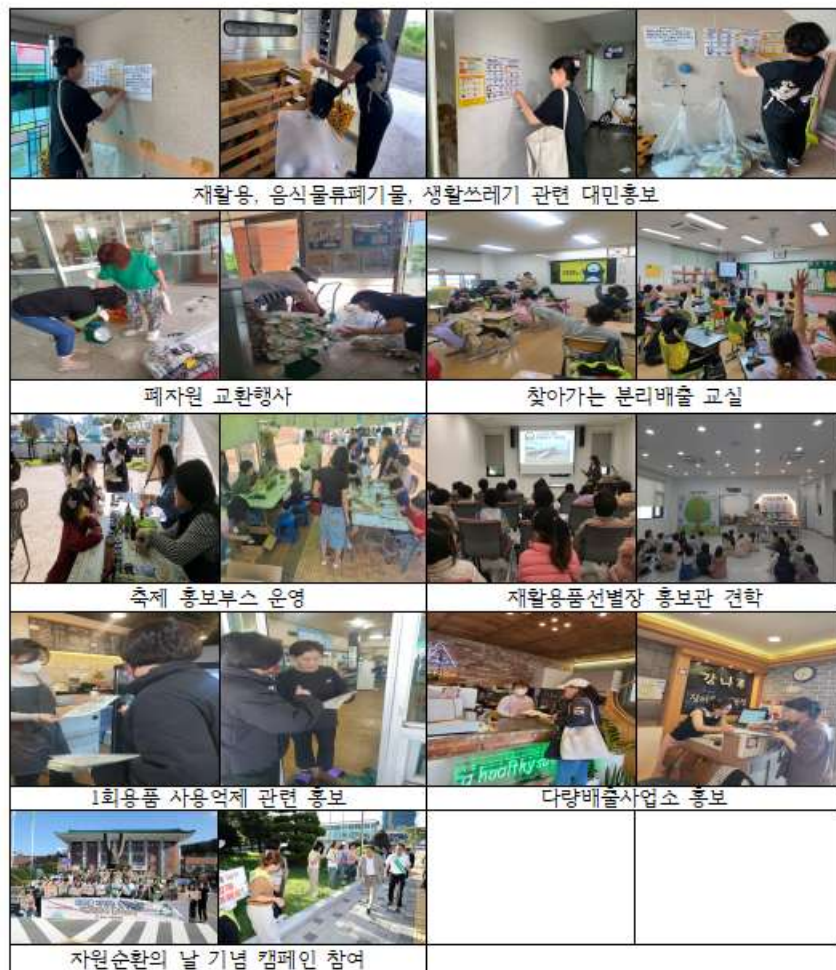 재활용, 음식물류폐기물, 생활쓰레기 관련 대민홍보
폐자원 교환행사
찾아가는 분리배출 교실
축제 홍보부스 운영
재활용품선별장 홍보관 견학
a healthy
1회용품 사용억제 관련 홍보
다량배출사업소 홍보
자원순환의 날 기념 캠페인 참여